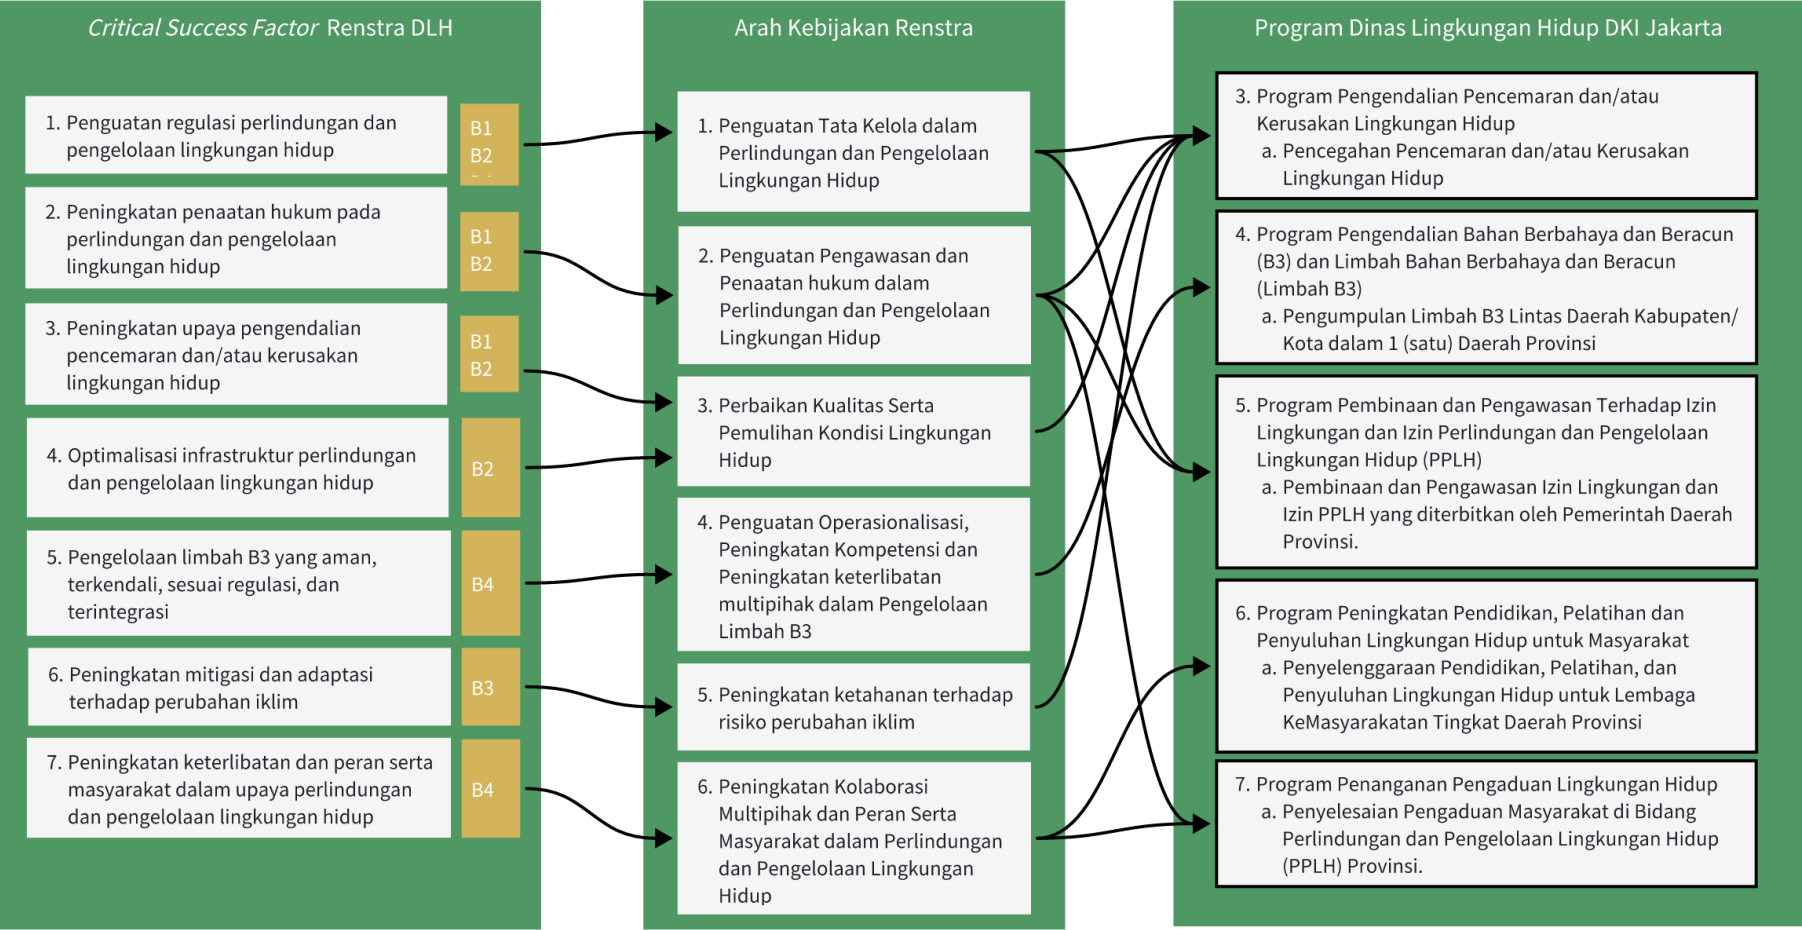 Critical Success Factor Renstra DLH
1. Penguatan regulasi perlindungan dan
pengelolaan lingkungan hidup
B1
B2
2. Peningkatan penaatan hukum pada
perlindungan dan pengelolaan
lingkungan hidup
B1
B2
3. Peningkatan upaya pengendalian
pencemaran dan/atau kerusakan
lingkungan hidup
B1
B2
4. Optimalisasi infrastruktur perlindungan
dan pengelolaan lingkungan hidup
B2
5. Pengelolaan limbah B3 yang aman,
terkendali, sesuai regulasi, dan
terintegrasi
B4
6. Peningkatan mitigasi dan adaptasi
terhadap perubahan iklim
B3
7. Peningkatan keterlibatan dan peran serta
masyarakat dalam upaya perlindungan
dan pengelolaan lingkungan hidup
B4
Arah Kebijakan Renstra
1. Penguatan Tata Kelola dalam
Perlindungan dan Pengelolaan
Lingkungan Hidup
2. Penguatan Pengawasan dan
Penaatan hukum dalam
Perlindungan dan Pengelolaan
Lingkungan Hidup
3. Perbaikan Kualitas Serta
Pemulihan Kondisi Lingkungan
Hidup
4. Penguatan Operasionalisasi,
Peningkatan Kompetensi dan
Peningkatan keterlibatan
multipihak dalam Pengelolaan
Limbah B3
5. Peningkatan ketahanan terhadap
risiko perubahan iklim
6. Peningkatan Kolaborasi
Multipihak dan Peran Serta
Masyarakat dalam Perlindungan
dan Pengelolaan Lingkungan
Hidup
Program Dinas Lingkungan Hidup DKI Jakarta
3. Program Pengendalian Pencemaran dan/atau
Kerusakan Lingkungan Hidup
a. Pencegahan Pencemaran dan/atau Kerusakan
Lingkungan Hidup
4. Program Pengendalian Bahan Berbahaya dan Beracun
(B3) dan Limbah Bahan Berbahaya dan Beracun
(Limbah B3)
a. Pengumpulan Limbah B3 Lintas Daerah Kabupaten/
Kota dalam 1 (satu) Daerah Provinsi
5. Program Pembinaan dan Pengawasan Terhadap Izin
Lingkungan dan Izin Perlindungan dan Pengelolaan
Lingkungan Hidup (PPLH)
a. Pembinaan dan Pengawasan Izin Lingkungan dan
Izin PPLH yang diterbitkan oleh Pemerintah Daerah
Provinsi.
6. Program Peningkatan Pendidikan, Pelatihan dan
Penyuluhan Lingkungan Hidup untuk Masyarakat
a. Penyelenggaraan Pendidikan, Pelatihan, dan
Penyuluhan Lingkungan Hidup untuk Lembaga
KeMasyarakatan Tingkat Daerah Provinsi
7. Program Penanganan Pengaduan Lingkungan Hidup
a. Penyelesaian Pengaduan Masyarakat di Bidang
Perlindungan dan Pengelolaan Lingkungan Hidup
(PPLH) Provinsi.